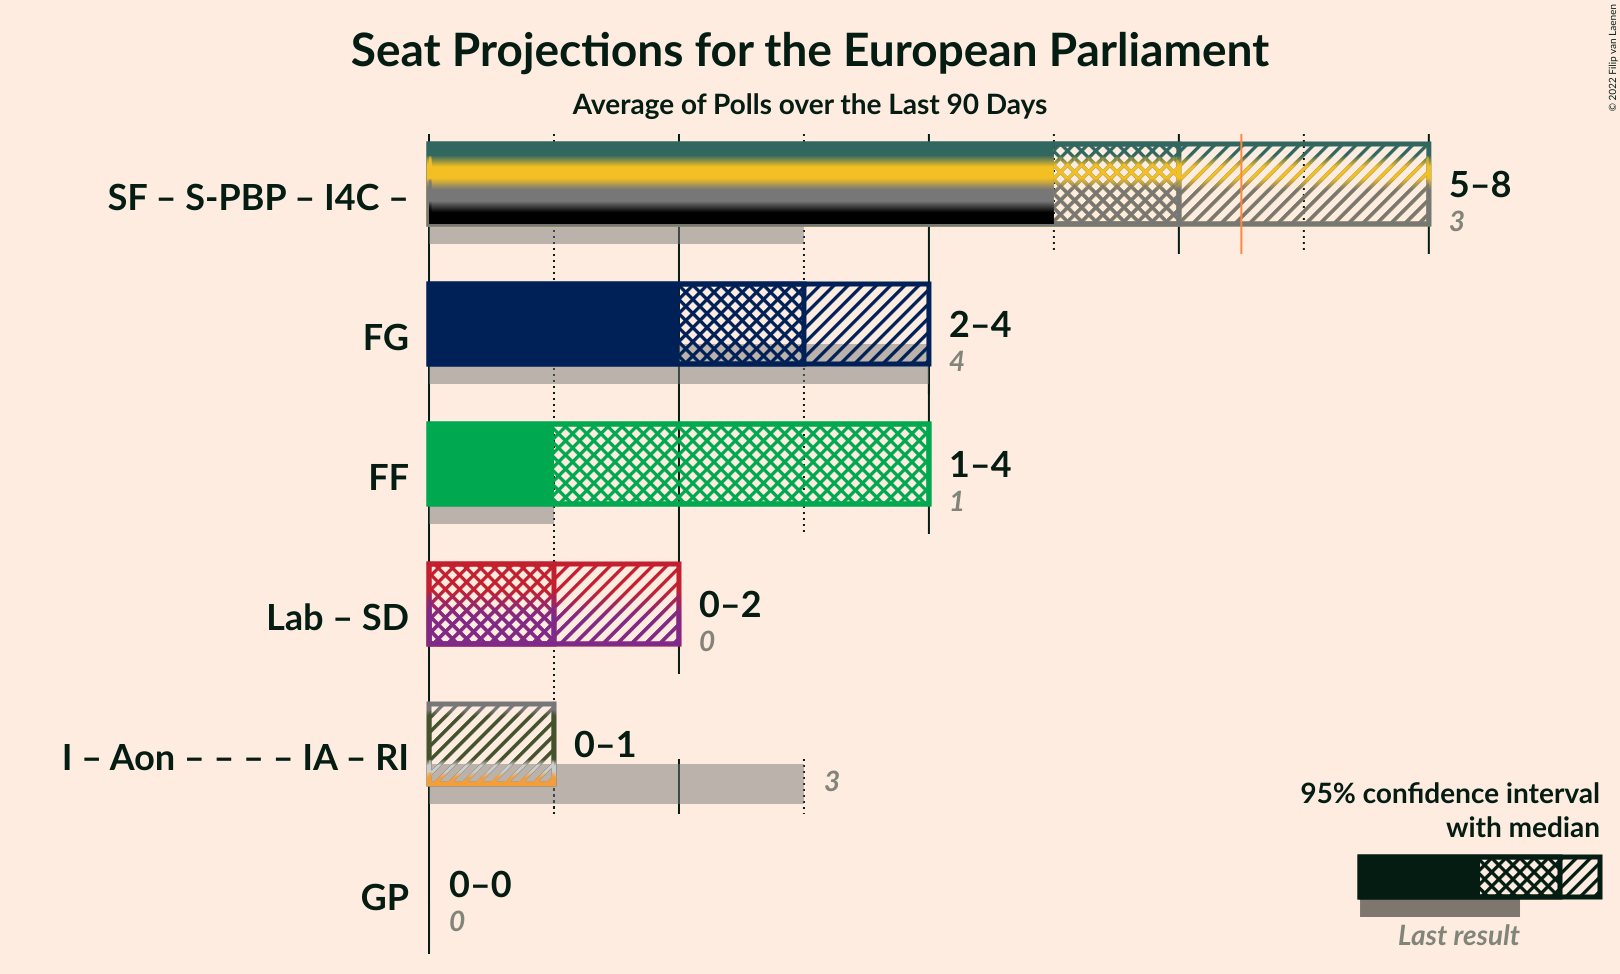 Seat Projections for the European Parliament
Average of Polls over the Last 90 Days
© 2022 Filip van Laenen
SF – S-PBP – I4C –
5–8
3
FG
2–4
4
FF
1–4
1
Lab – SD
0–2
0
I – Aon – – – – IA – RI
0–1
3
GP
0–0
0
95% confidence interval
with median
Last result